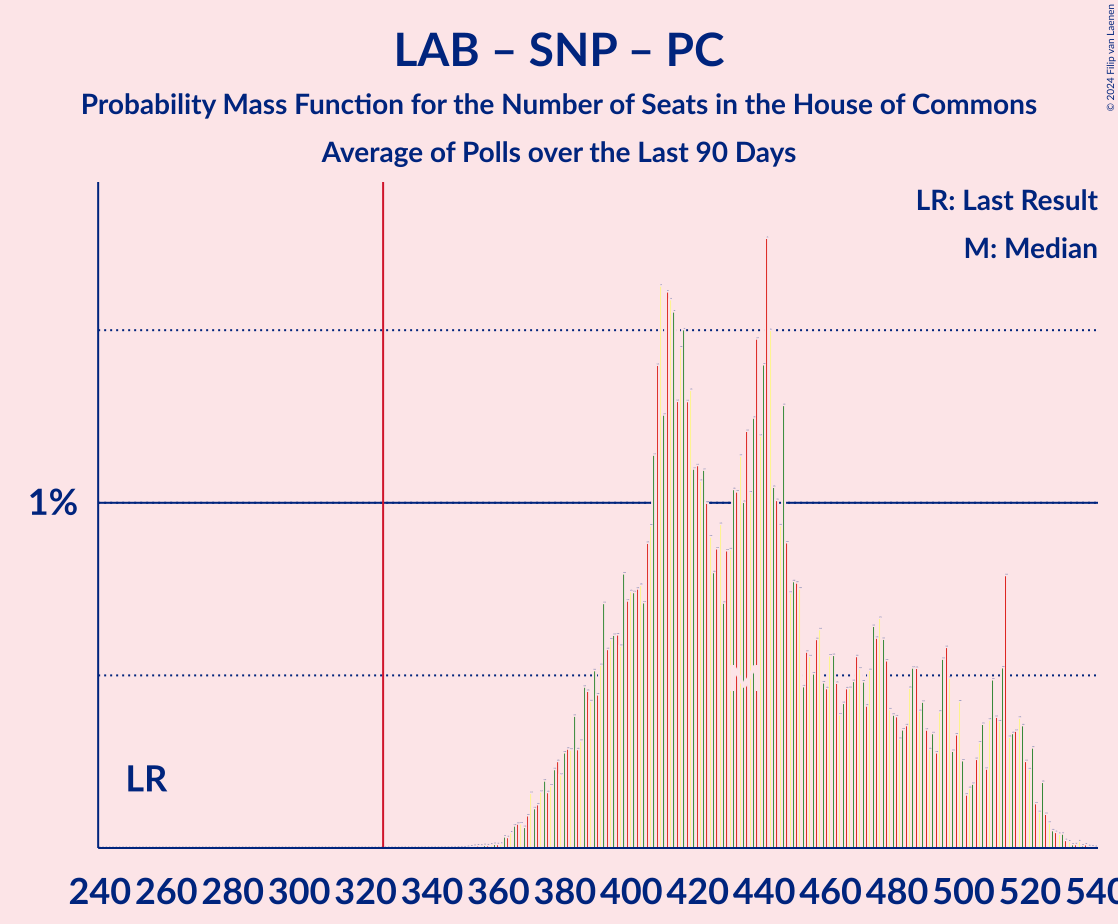 LAB – SNP – PC
Probability Mass Function for the Number of Seats in the House of Commons
Average of Polls over the Last 90 Days
© 2024 Filip van Laenen
LR: Last Result
M: Median
1%
M
LR
240 260 280 300 320 340 360 380 400 420 440 460 480 500 520 540